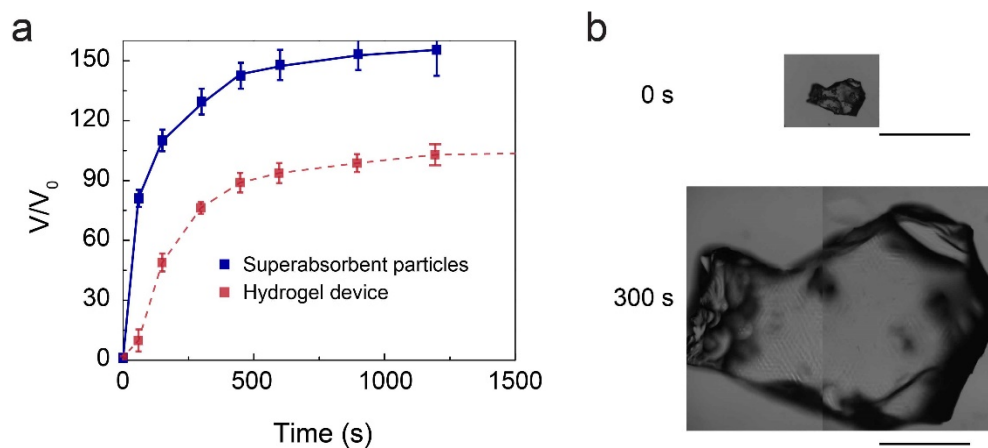 a
V/V0
150
120
90
60
30
0
0
500
1000
1500
Time (s)
Superabsorbent particles
Hydrogel device
b
0 s
300 s